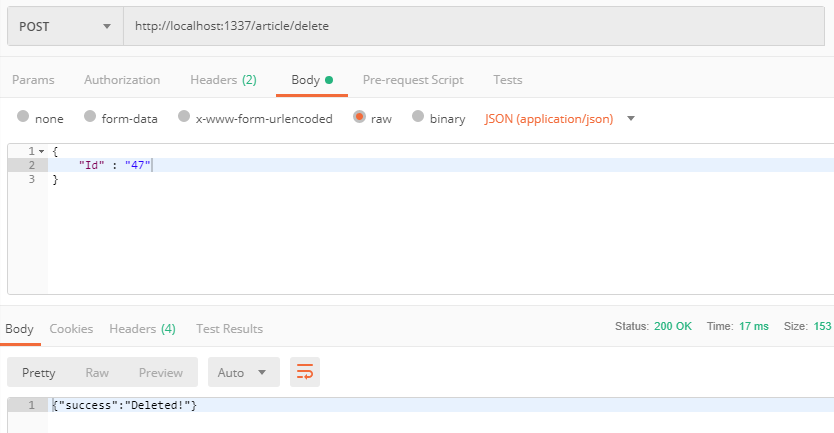 POST http://localhost:1337/article/delete
Params Authorization Headers (2) Body Pre-request Script Tests
none form-data x-www-form-urlencoded raw binary JSON (application/json)
1 {
2 "Id" : "47"
3 }
Body Cookies Headers (4) Test Results Status: 200 OK Time: 17 ms Size: 153
Pretty Raw Preview Auto
1 {"success":"Deleted!"}